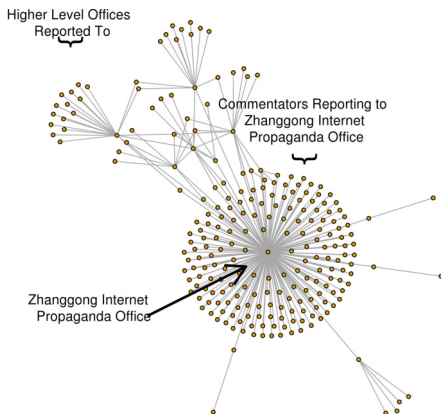 Higher Level Offices
Reported To
Commentators Reporting to
Zhanggong Internet
Propaganda Office
Zhanggong Internet
Propaganda Office